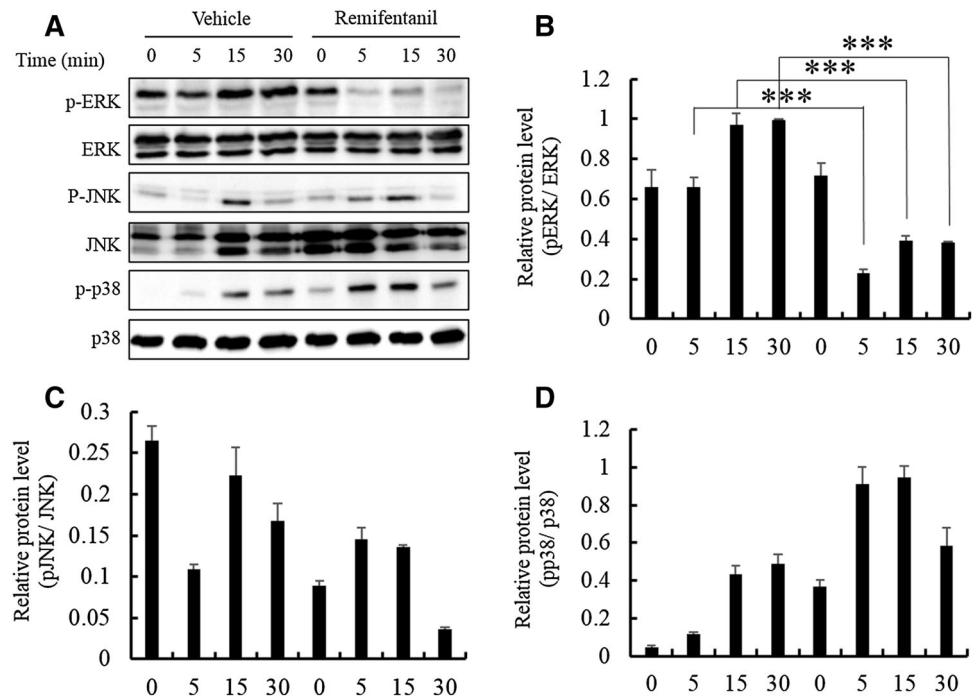 A
Vehicle Remifentanil
Time (min) 0 5 15 30 0 5 15 30
p-ERK
ERK
P-JNK
JNK
p-p38
p38
B
Relative protein level
(pERK/ ERK)
1.2
1
0.8
0.6
0.4
0.2
0
***
***
***
0 5 15 30 0 5 15 30
C
Relative protein level
(pJNK/ JNK)
0.3
0.25
0.2
0.15
0.1
0.05
0
0 5 15 30 0 5 15 30
D
Relative protein level
(pp38/ p38)
1.2
1
0.8
0.6
0.4
0.2
0
0 5 15 30 0 5 15 30